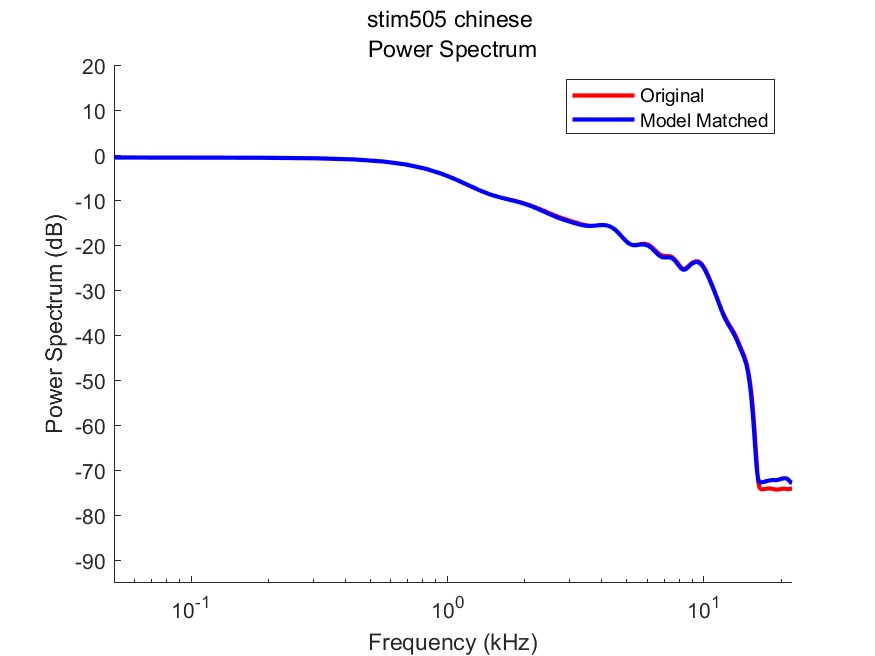 stim505 chinese
Power Spectrum
Original
Model Matched
20
10
0
-10
-20
-30
-40
-50
-60
-70
-80
-90
Power Spectrum (dB)
10-1
100
101
Frequency (kHz)